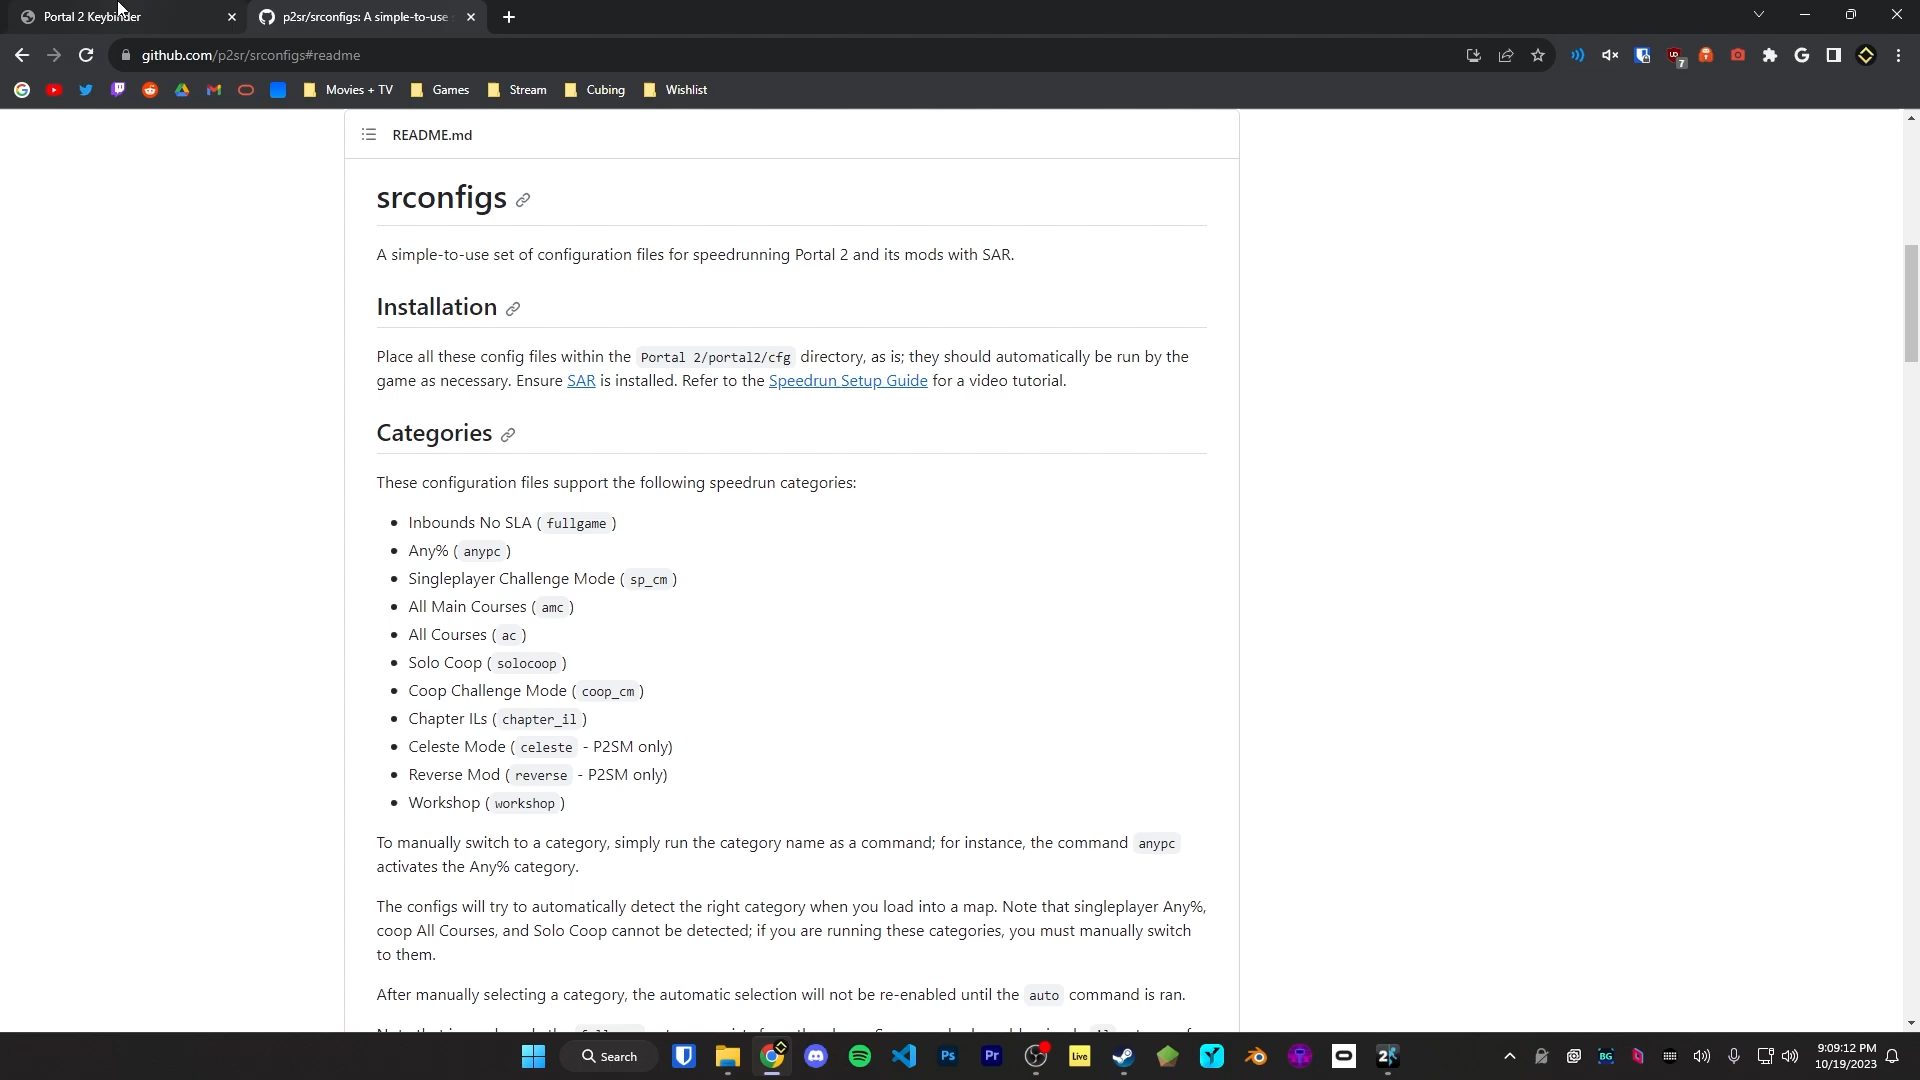 Portal 2 Keybinder
p2sr/srconfigs: A simple-to-use
github.com/p2sr/srconfigs#readme
7
Movies + TV
Games
Stream
Cubing
Wishlist
README.md
srconfigs
A simple-to-use set of configuration files for speedrunning Portal 2 and its mods with SAR.
Installation
Place all these config files within the Portal 2/portal2/cfg directory, as is; they should automatically be run by the
game as necessary. Ensure SAR is installed. Refer to the Speedrun Setup Guide for a video tutorial.
Categories
These configuration files support the following speedrun categories:
Inbounds No SLA ( fullgame )
Any% ( anypc )
Singleplayer Challenge Mode ( sp_cm )
All Main Courses ( amc )
All Courses ( ac )
Solo Coop ( solocoop )
Coop Challenge Mode ( coop_cm )
Chapter ILs ( chapter_il )
Celeste Mode ( celeste - P2SM only)
Reverse Mod ( reverse - P2SM only)
Workshop ( workshop )
To manually switch to a category, simply run the category name as a command; for instance, the command anypc
activates the Any% category.
The configs will try to automatically detect the right category when you load into a map. Note that singleplayer Any%,
coop All Courses, and Solo Coop cannot be detected; if you are running these categories, you must manually switch
to them.
After manually selecting a category, the automatic selection will not be re-enabled until the auto command is ran.
Search
Ps
Pr
Live
BG
9:09:12 PM
10/19/2023